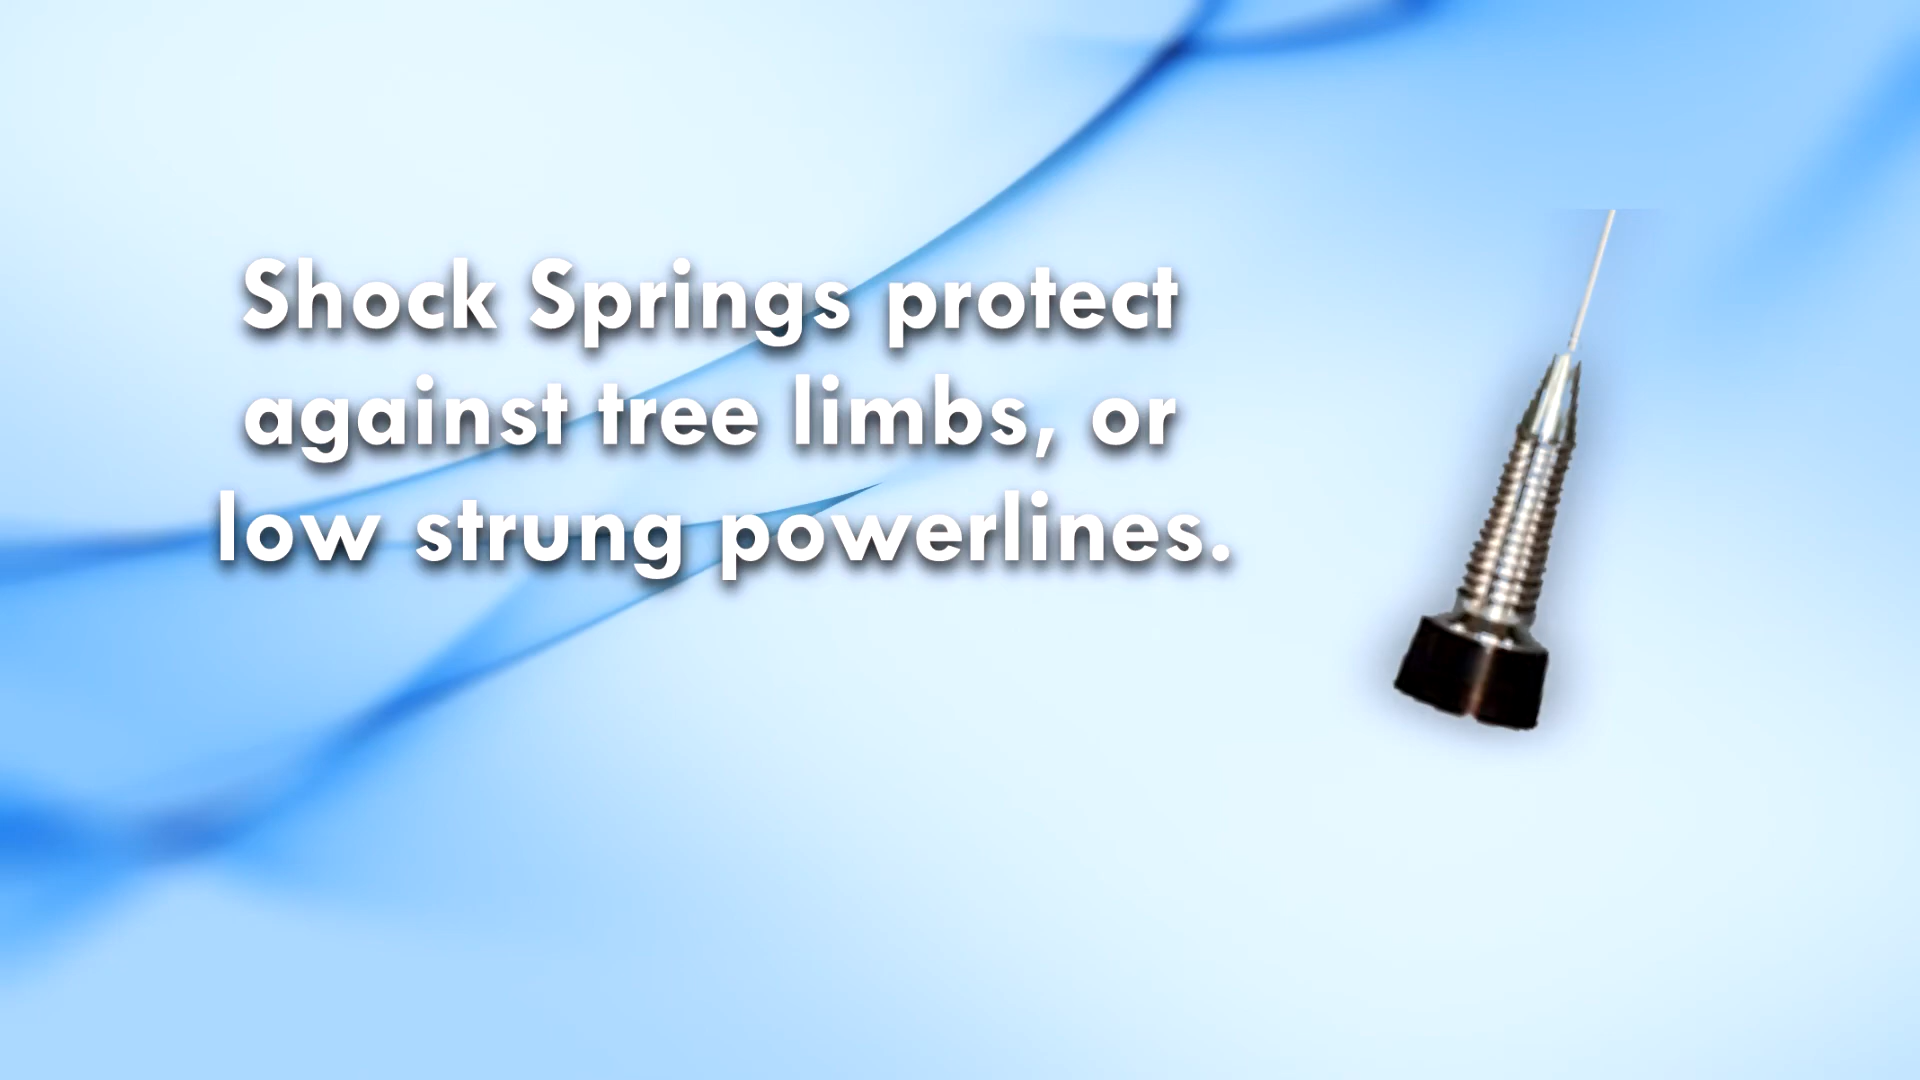 Shock Springs protect
against tree limbs, or
low strung powerlines.